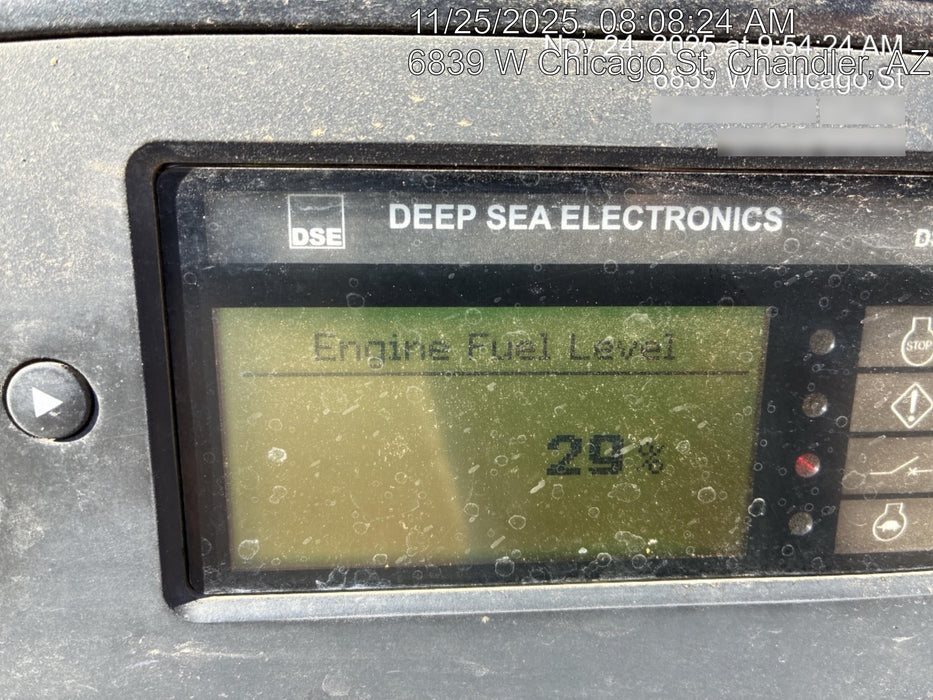 11/25/2025, 08:08:24 AM
Nov 24, 2025 at 9:54:24 AM
6839 W Chicago St, Chandler, AZ
6839 W Chicago St
DSE
DEEP SEA ELECTRONICS
Engine Fuel Level
29 %
STOP